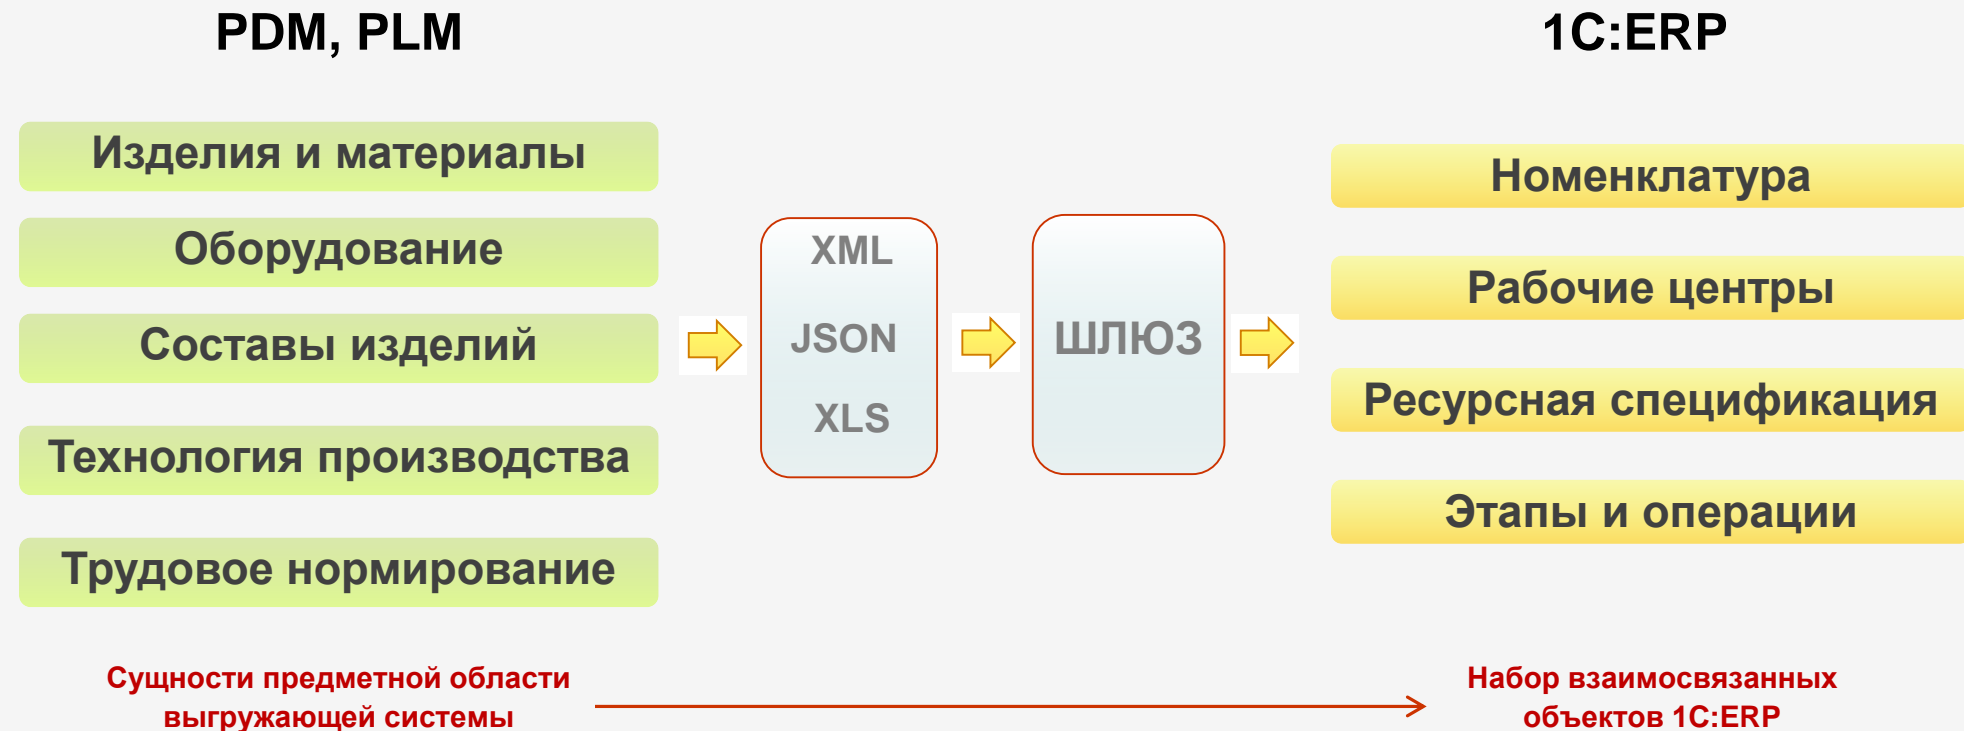 PDM, PLM
1С:ERP
Изделия и материалы
Оборудование
Составы изделий
Технология производства
Трудовое нормирование
XML
JSON
XLS
ШЛЮЗ
Номенклатура
Рабочие центры
Ресурсная спецификация
Этапы и операции
Сущности предметной области
выгружающей системы
Набор взаимосвязанных
объектов 1С:ERP